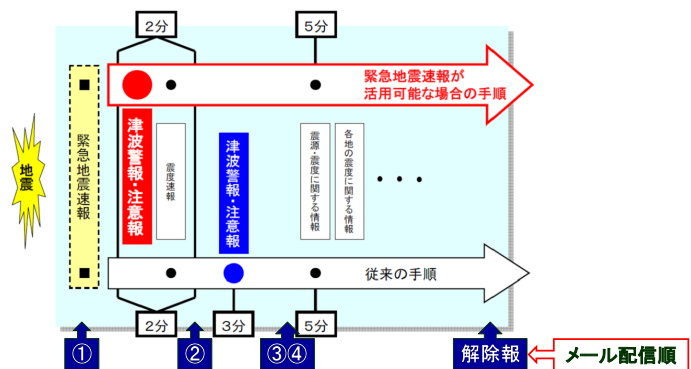 2分
5分
緊急地震速報が
活用可能な場合の手順
地震
緊急地震速報
津波警報・注意報
震度速報
津波警報・注意報
震源・震度に関する情報
各地の震度に関する情報
・・・
従来の手順
2分
3分
5分
①
②
③④
解除報
メール配信順